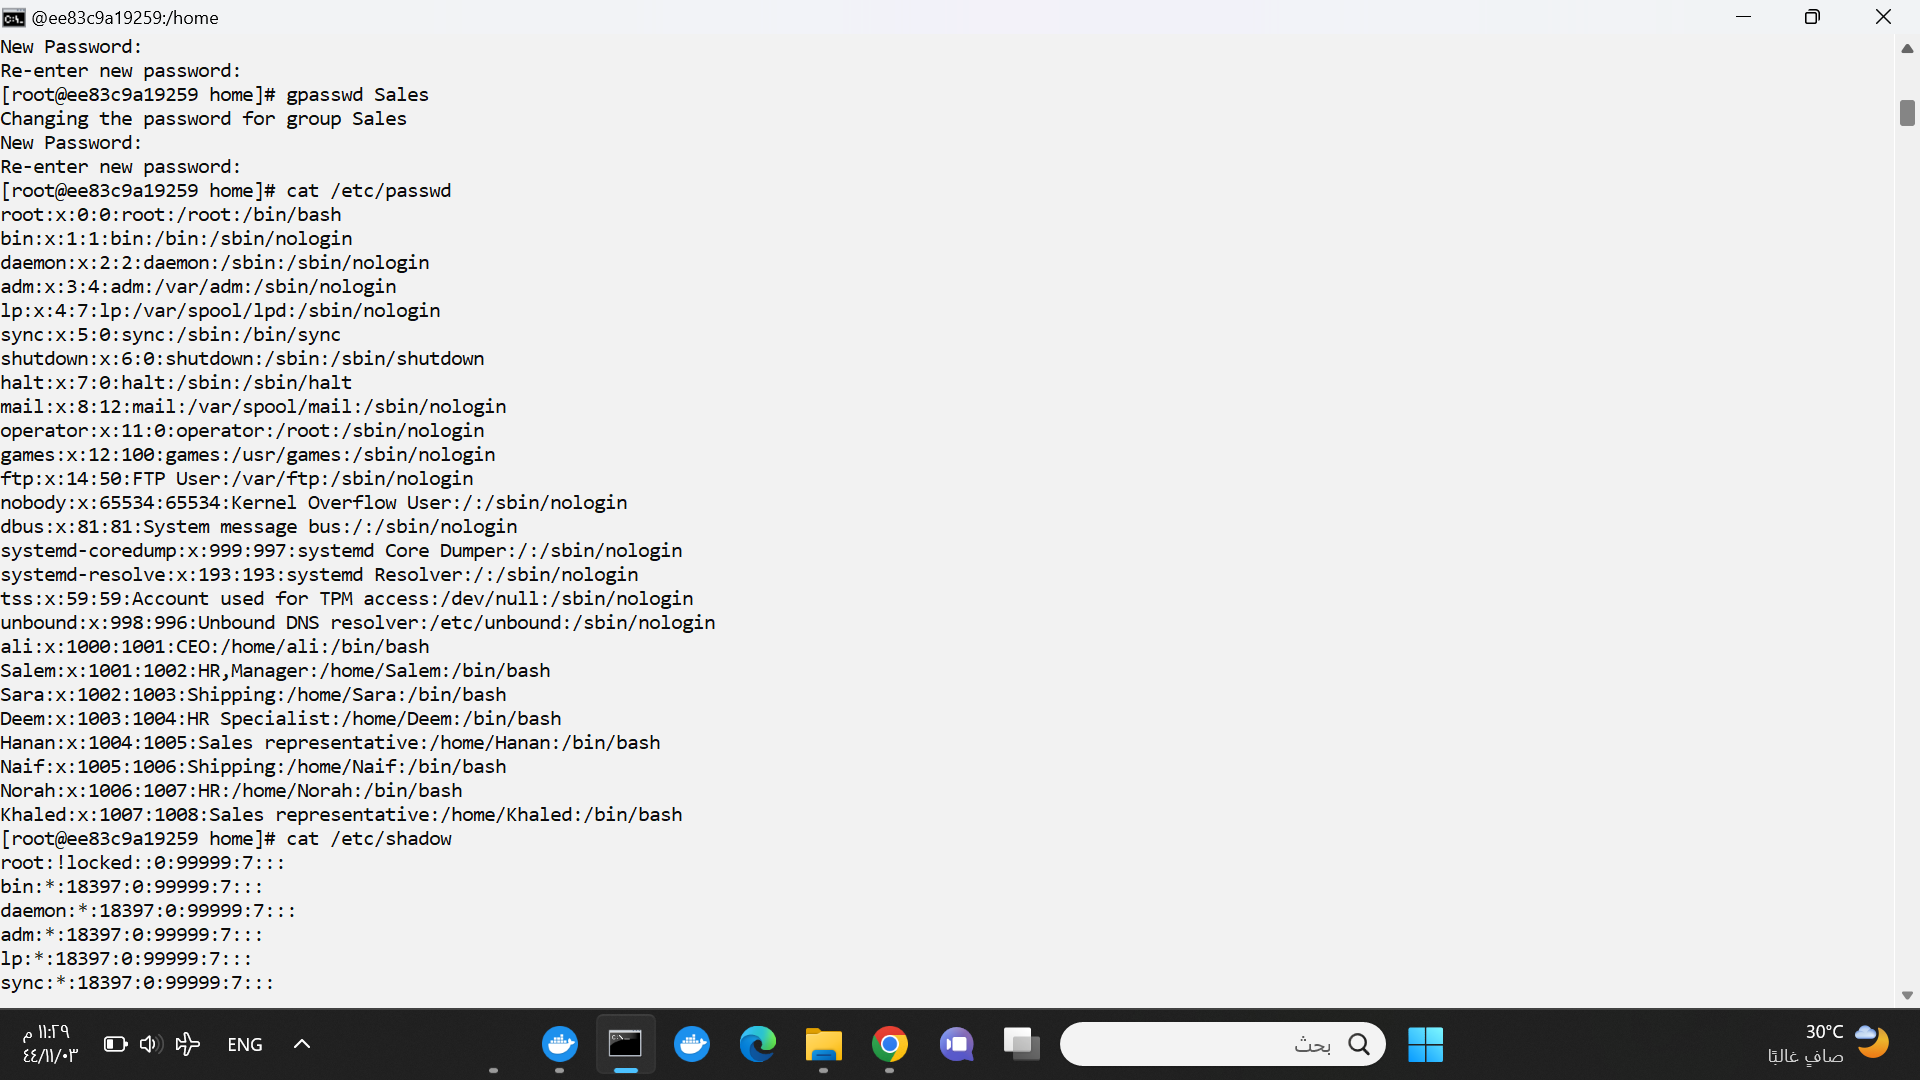 @ee83c9a19259:/home
New Password:
Re-enter new password:
[root@ee83c9a19259 home]# gpasswd Sales
Changing the password for group Sales
New Password:
Re-enter new password:
[root@ee83c9a19259 home]# cat /etc/passwd
root:x:0:0:root:/root:/bin/bash
bin:x:1:1:bin:/bin:/sbin/nologin
daemon:x:2:2:daemon:/sbin:/sbin/nologin
adm:x:3:4:adm:/var/adm:/sbin/nologin
lp:x:4:7:lp:/var/spool/lpd:/sbin/nologin
sync:x:5:0:sync:/sbin:/bin/sync
shutdown:x:6:0:shutdown:/sbin:/sbin/shutdown
halt:x:7:0:halt:/sbin:/sbin/halt
mail:x:8:12:mail:/var/spool/mail:/sbin/nologin
operator:x:11:0:operator:/root:/sbin/nologin
games:x:12:100:games:/usr/games:/sbin/nologin
ftp:x:14:50:FTP User:/var/ftp:/sbin/nologin
nobody:x:65534:65534:Kernel Overflow User:/:/sbin/nologin
dbus:x:81:81:System message bus:/:/sbin/nologin
systemd-coredump:x:999:997:systemd Core Dumper:/:/sbin/nologin
systemd-resolve:x:193:193:systemd Resolver:/:/sbin/nologin
tss:x:59:59:Account used for TPM access:/dev/null:/sbin/nologin
unbound:x:998:996:Unbound DNS resolver:/etc/unbound:/sbin/nologin
ali:x:1000:1001:CEO:/home/ali:/bin/bash
Salem:x:1001:1002:HR,Manager:/home/Salem:/bin/bash
Sara:x:1002:1003:Shipping:/home/Sara:/bin/bash
Deem:x:1003:1004:HR Specialist:/home/Deem:/bin/bash
Hanan:x:1004:1005:Sales representative:/home/Hanan:/bin/bash
Naif:x:1005:1006:Shipping:/home/Naif:/bin/bash
Norah:x:1006:1007:HR:/home/Norah:/bin/bash
Khaled:x:1007:1008:Sales representative:/home/Khaled:/bin/bash
[root@ee83c9a19259 home]# cat /etc/shadow
root:!locked::0:99999:7:::
bin:*:18397:0:99999:7:::
daemon:*:18397:0:99999:7:::
adm:*:18397:0:99999:7:::
lp:*:18397:0:99999:7:::
sync:*:18397:0:99999:7:::
١١:٢٩ م
٤٤/١١/٠٣
ENG
بحث
30°C
صافٍ غالبًا